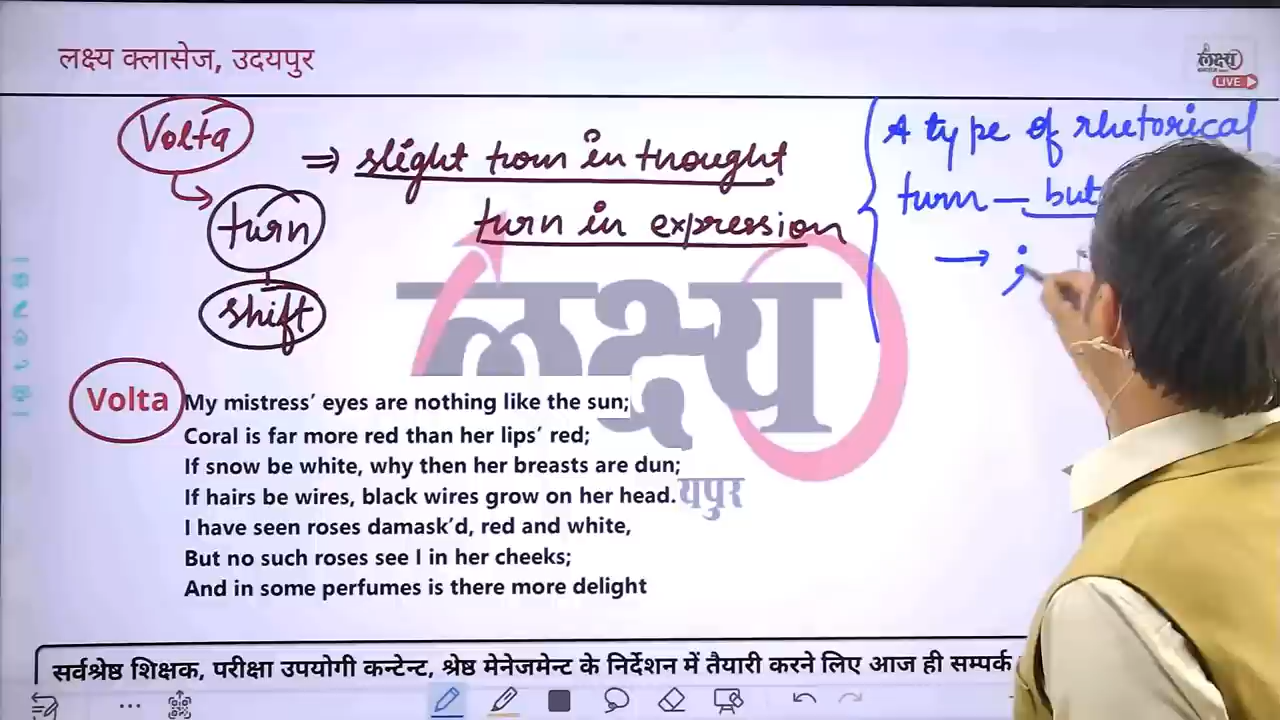 लक्ष्य क्लासेज, उदयपुर
लक्ष्य
LIVE
Volta
turn
shift
⇒ slight turn in thought
turn in expression
A type of rhetorical
turn — but
→ ;
लक्ष्य
यपुर
Volta
My mistress’ eyes are nothing like the sun;
Coral is far more red than her lips’ red;
If snow be white, why then her breasts are dun;
If hairs be wires, black wires grow on her head.
I have seen roses damask’d, red and white,
But no such roses see I in her cheeks;
And in some perfumes is there more delight
सर्वश्रेष्ठ शिक्षक, परीक्षा उपयोगी कन्टेन्ट, श्रेष्ठ मेनेजमेन्ट के निर्देशन में तैयारी करने लिए आज ही सम्पर्क